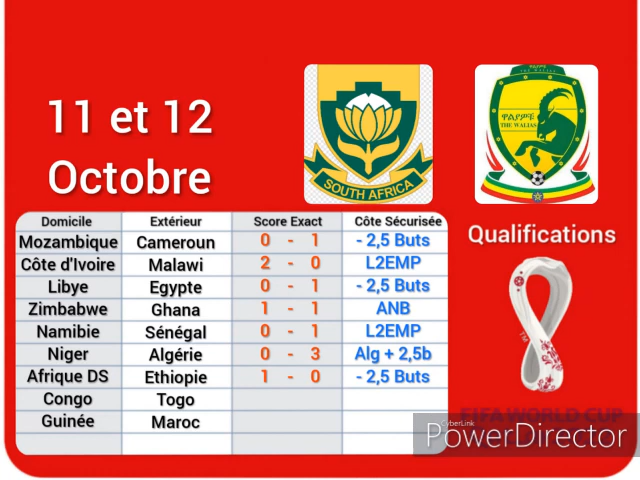 11 et 12
Octobre
SOUTH AFRICA
ዋልያዎቹ
THE WALIAS
Domicile Extérieur Score Exact Côte Sécurisée
Mozambique Cameroun 0 - 1 - 2,5 Buts
Côte d'Ivoire Malawi 2 - 0 L2EMP
Libye Egypte 0 - 1 - 2,5 Buts
Zimbabwe Ghana 1 - 1 ANB
Namibie Sénégal 0 - 1 L2EMP
Niger Algérie 0 - 3 Alg + 2,5b
Afrique DS Ethiopie 1 - 0 - 2,5 Buts
Congo Togo
Guinée Maroc
Qualifications
TM
FIFA WORLD CUP
CyberLink
PowerDirector